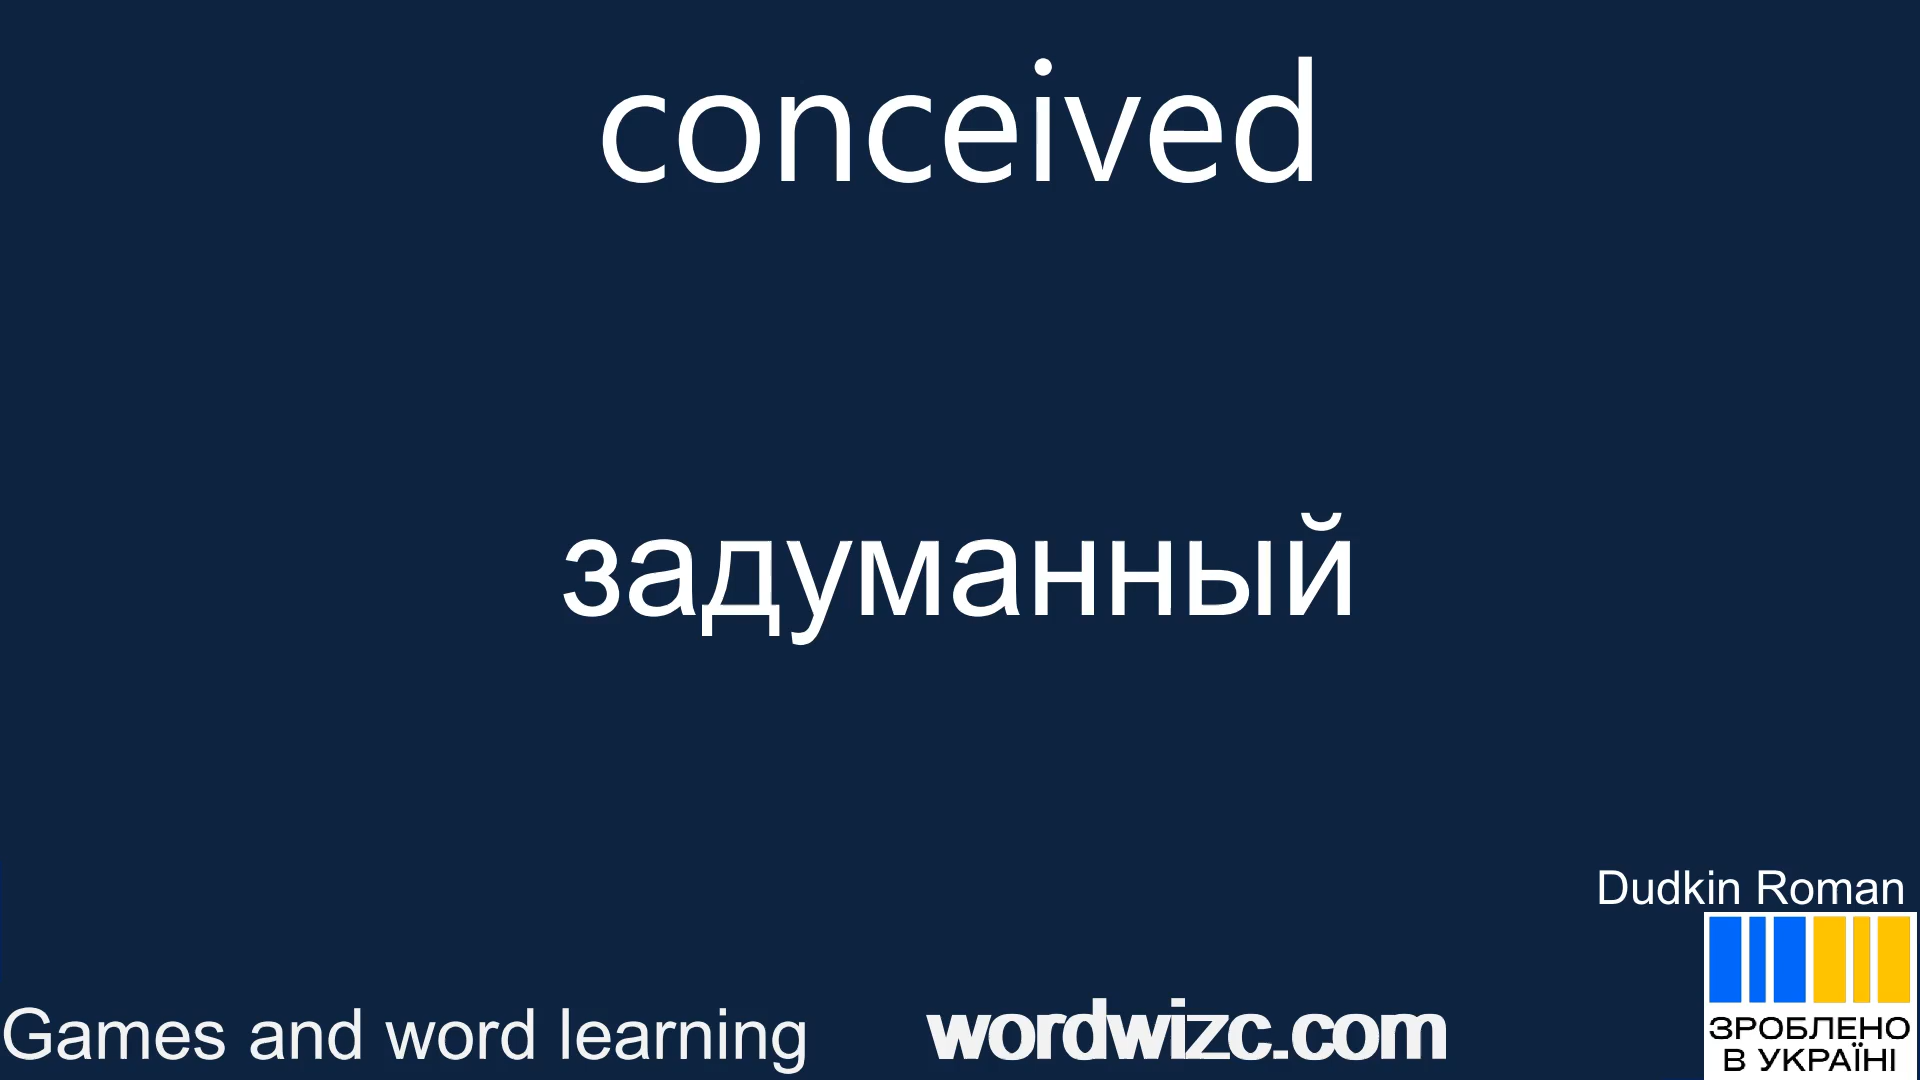 conceived
задуманный
Dudkin Roman
Games and word learning
wordwizc.com
ЗРОБЛЕНО
В УКРАЇНІ